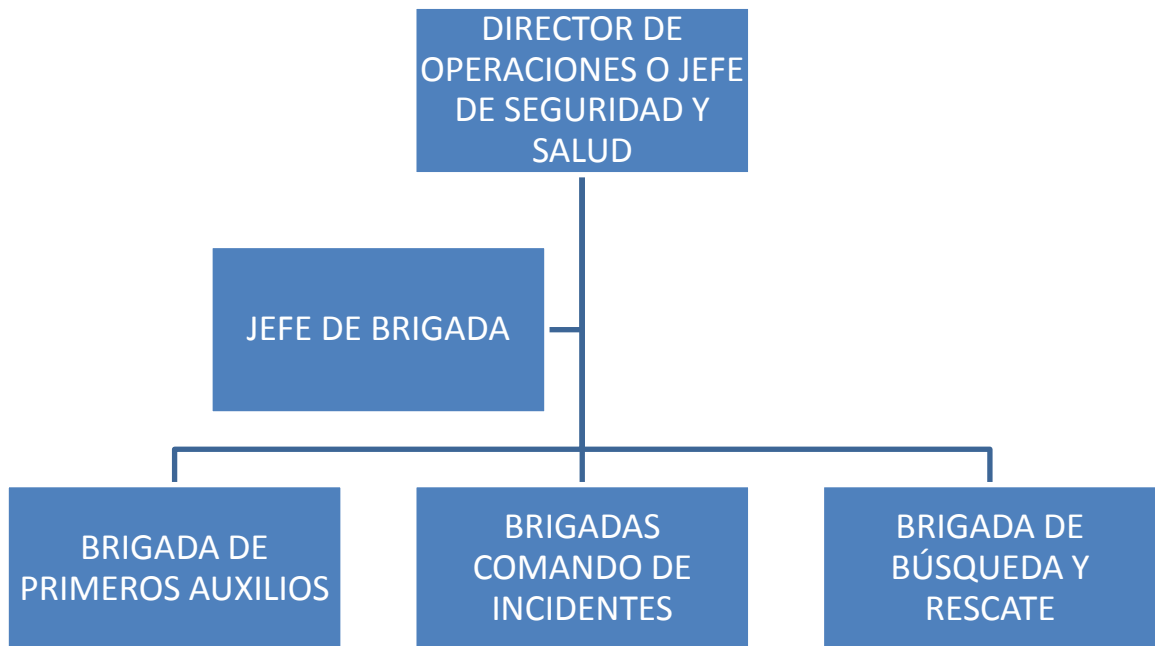 DIRECTOR DE
OPERACIONES O JEFE
DE SEGURIDAD Y
SALUD
JEFE DE BRIGADA
BRIGADA DE
PRIMEROS AUXILIOS
BRIGADAS
COMANDO DE
INCIDENTES
BRIGADA DE
BÚSQUEDA Y
RESCATE